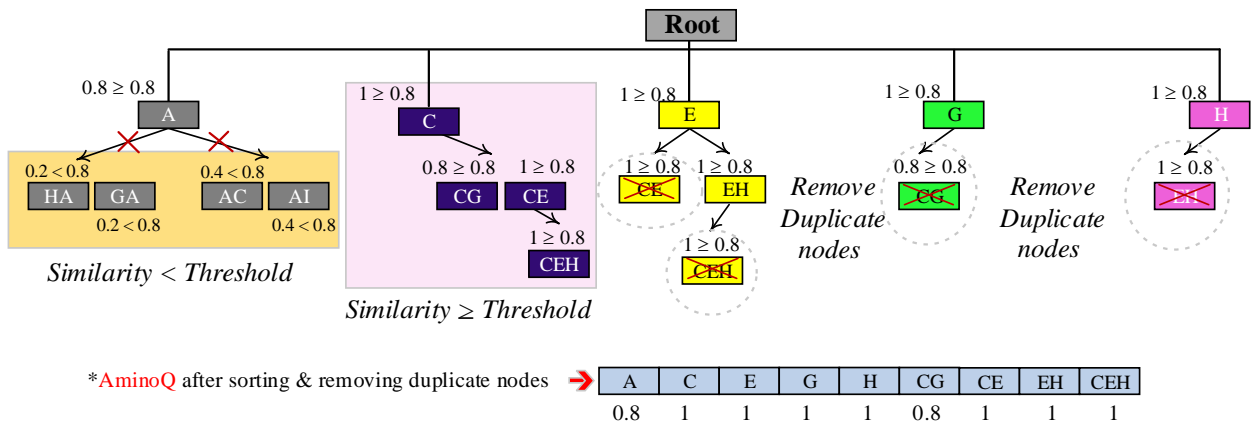 Root
0.8 ≥ 0.8
1 ≥ 0.8
1 ≥ 0.8
1 ≥ 0.8
1 ≥ 0.8
A
C
E
G
H
0.2 < 0.8
0.4 < 0.8
0.8 ≥ 0.8
1 ≥ 0.8
1 ≥ 0.8
1 ≥ 0.8
0.8 ≥ 0.8
1 ≥ 0.8
HA
GA
AC
AI
CG
CE
CE
EH
CG
EH
0.2 < 0.8
0.4 < 0.8
1 ≥ 0.8
1 ≥ 0.8
CEH
CEH
Remove
Duplicate
nodes
Remove
Duplicate
nodes
Similarity < Threshold
Similarity ≥ Threshold
*AminoQ after sorting & removing duplicate nodes
A C E G H CG CE EH CEH
0.8 1 1 1 1 0.8 1 1 1